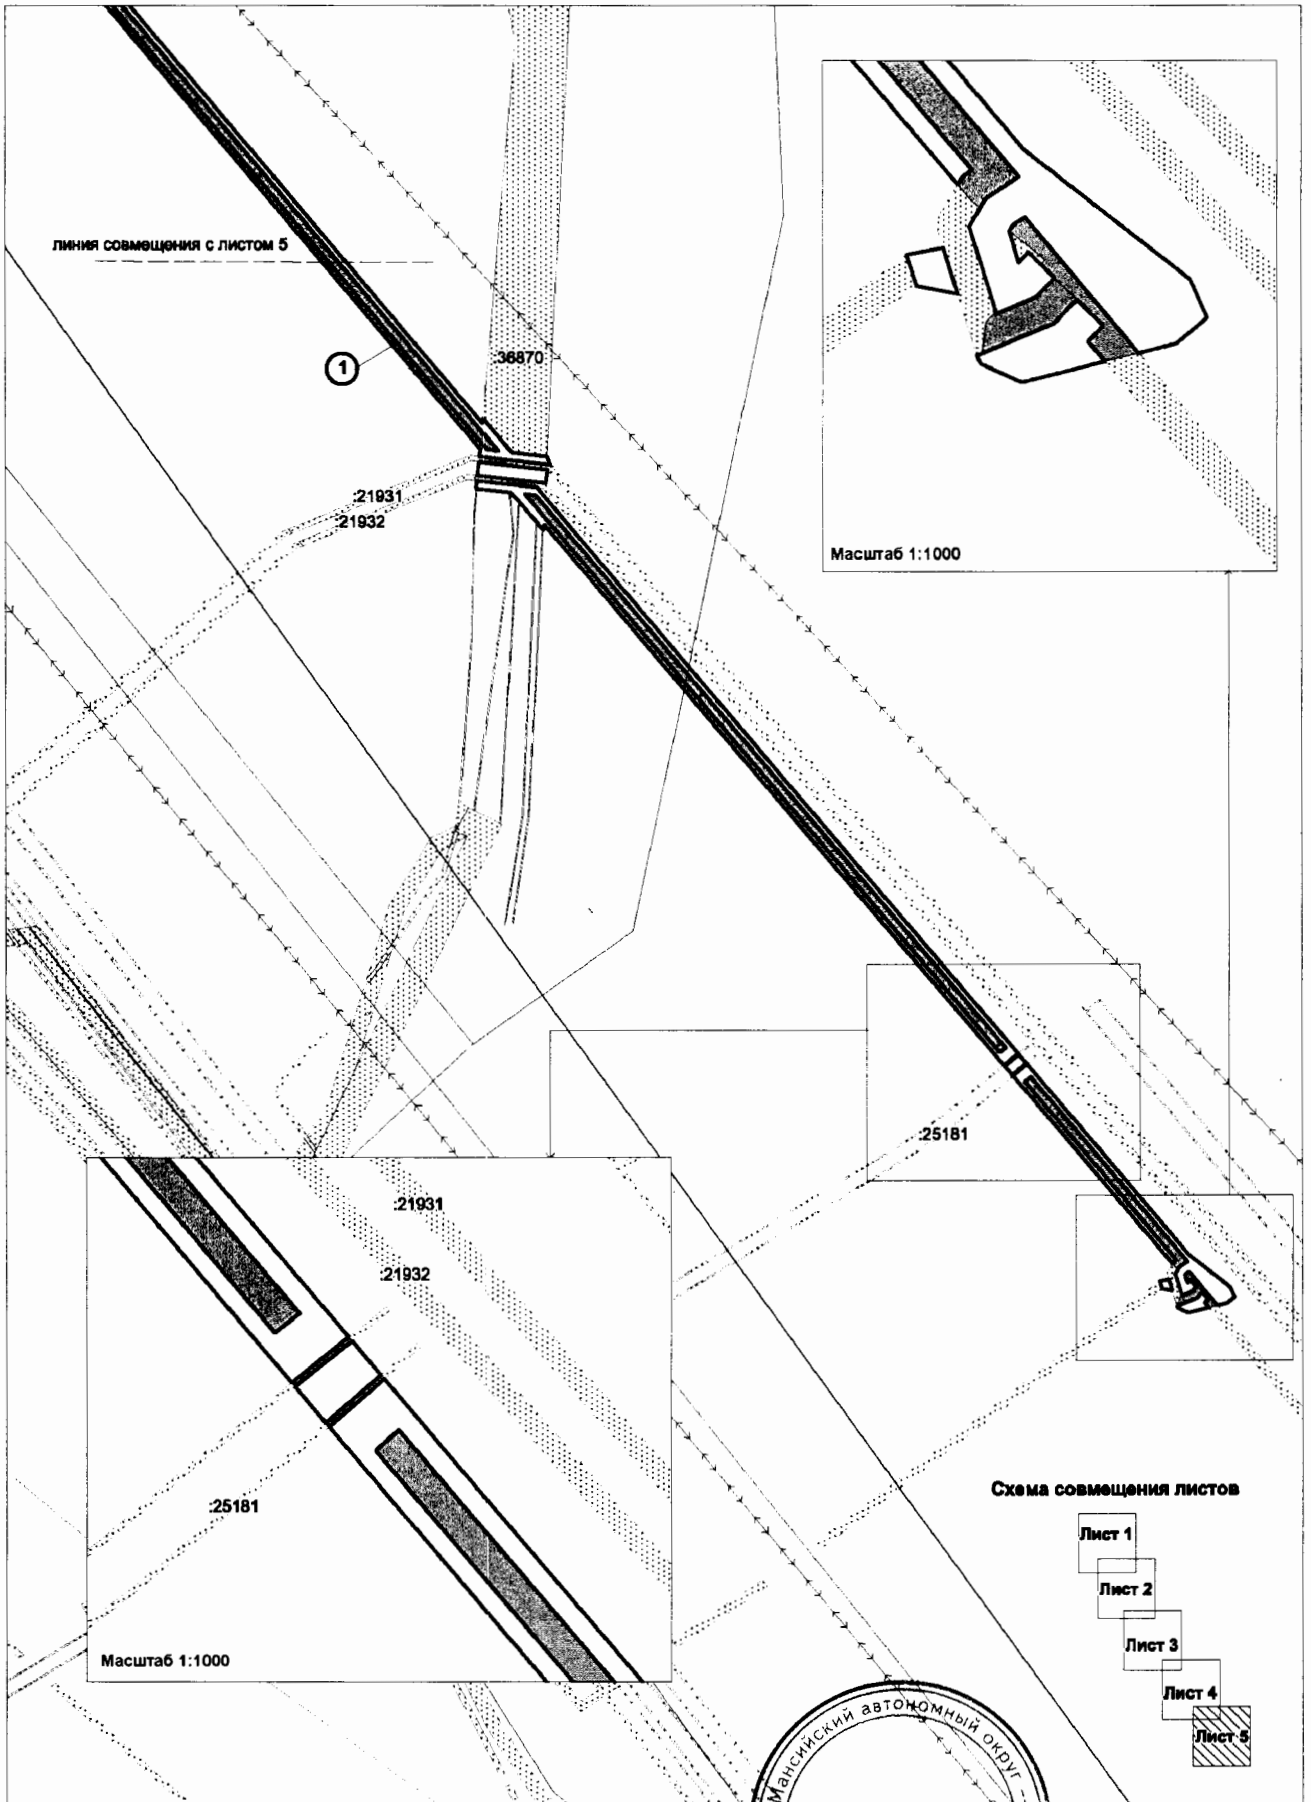 линия совмещения с листом 5
1
:36870
:21931
:21932
Масштаб 1:1000
:25181
:21931
:21932
:25181
Масштаб 1:1000
Схема совмещения листов
Лист 1
Лист 2
Лист 3
Лист 4
Лист 5
Мансийский автономный округ –